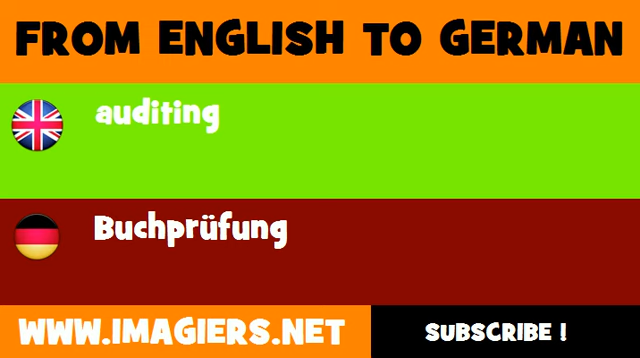 FROM ENGLISH TO GERMAN
auditing
Buchprüfung
WWW.IMAGIERS.NET
SUBSCRIBE !